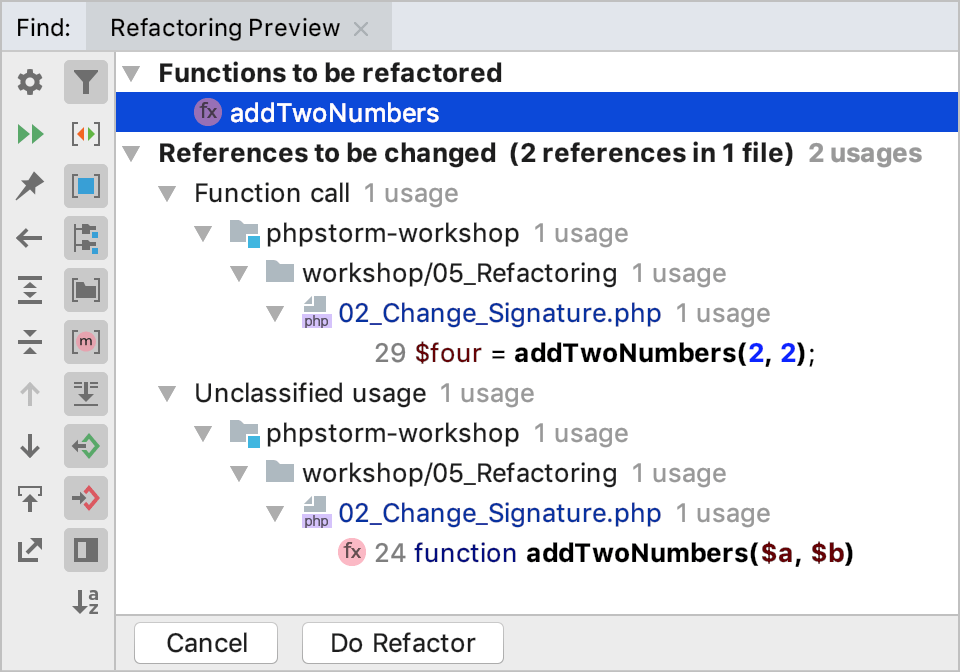 Find: Refactoring Preview
Functions to be refactored
fx addTwoNumbers
References to be changed (2 references in 1 file) 2 usages
Function call 1 usage
phpstorm-workshop 1 usage
workshop/05_Refactoring 1 usage
php 02_Change_Signature.php 1 usage
29 $four = addTwoNumbers(2, 2);
m
Unclassified usage 1 usage
phpstorm-workshop 1 usage
workshop/05_Refactoring 1 usage
php 02_Change_Signature.php 1 usage
fx 24 function addTwoNumbers($a, $b)
a
z
Cancel Do Refactor